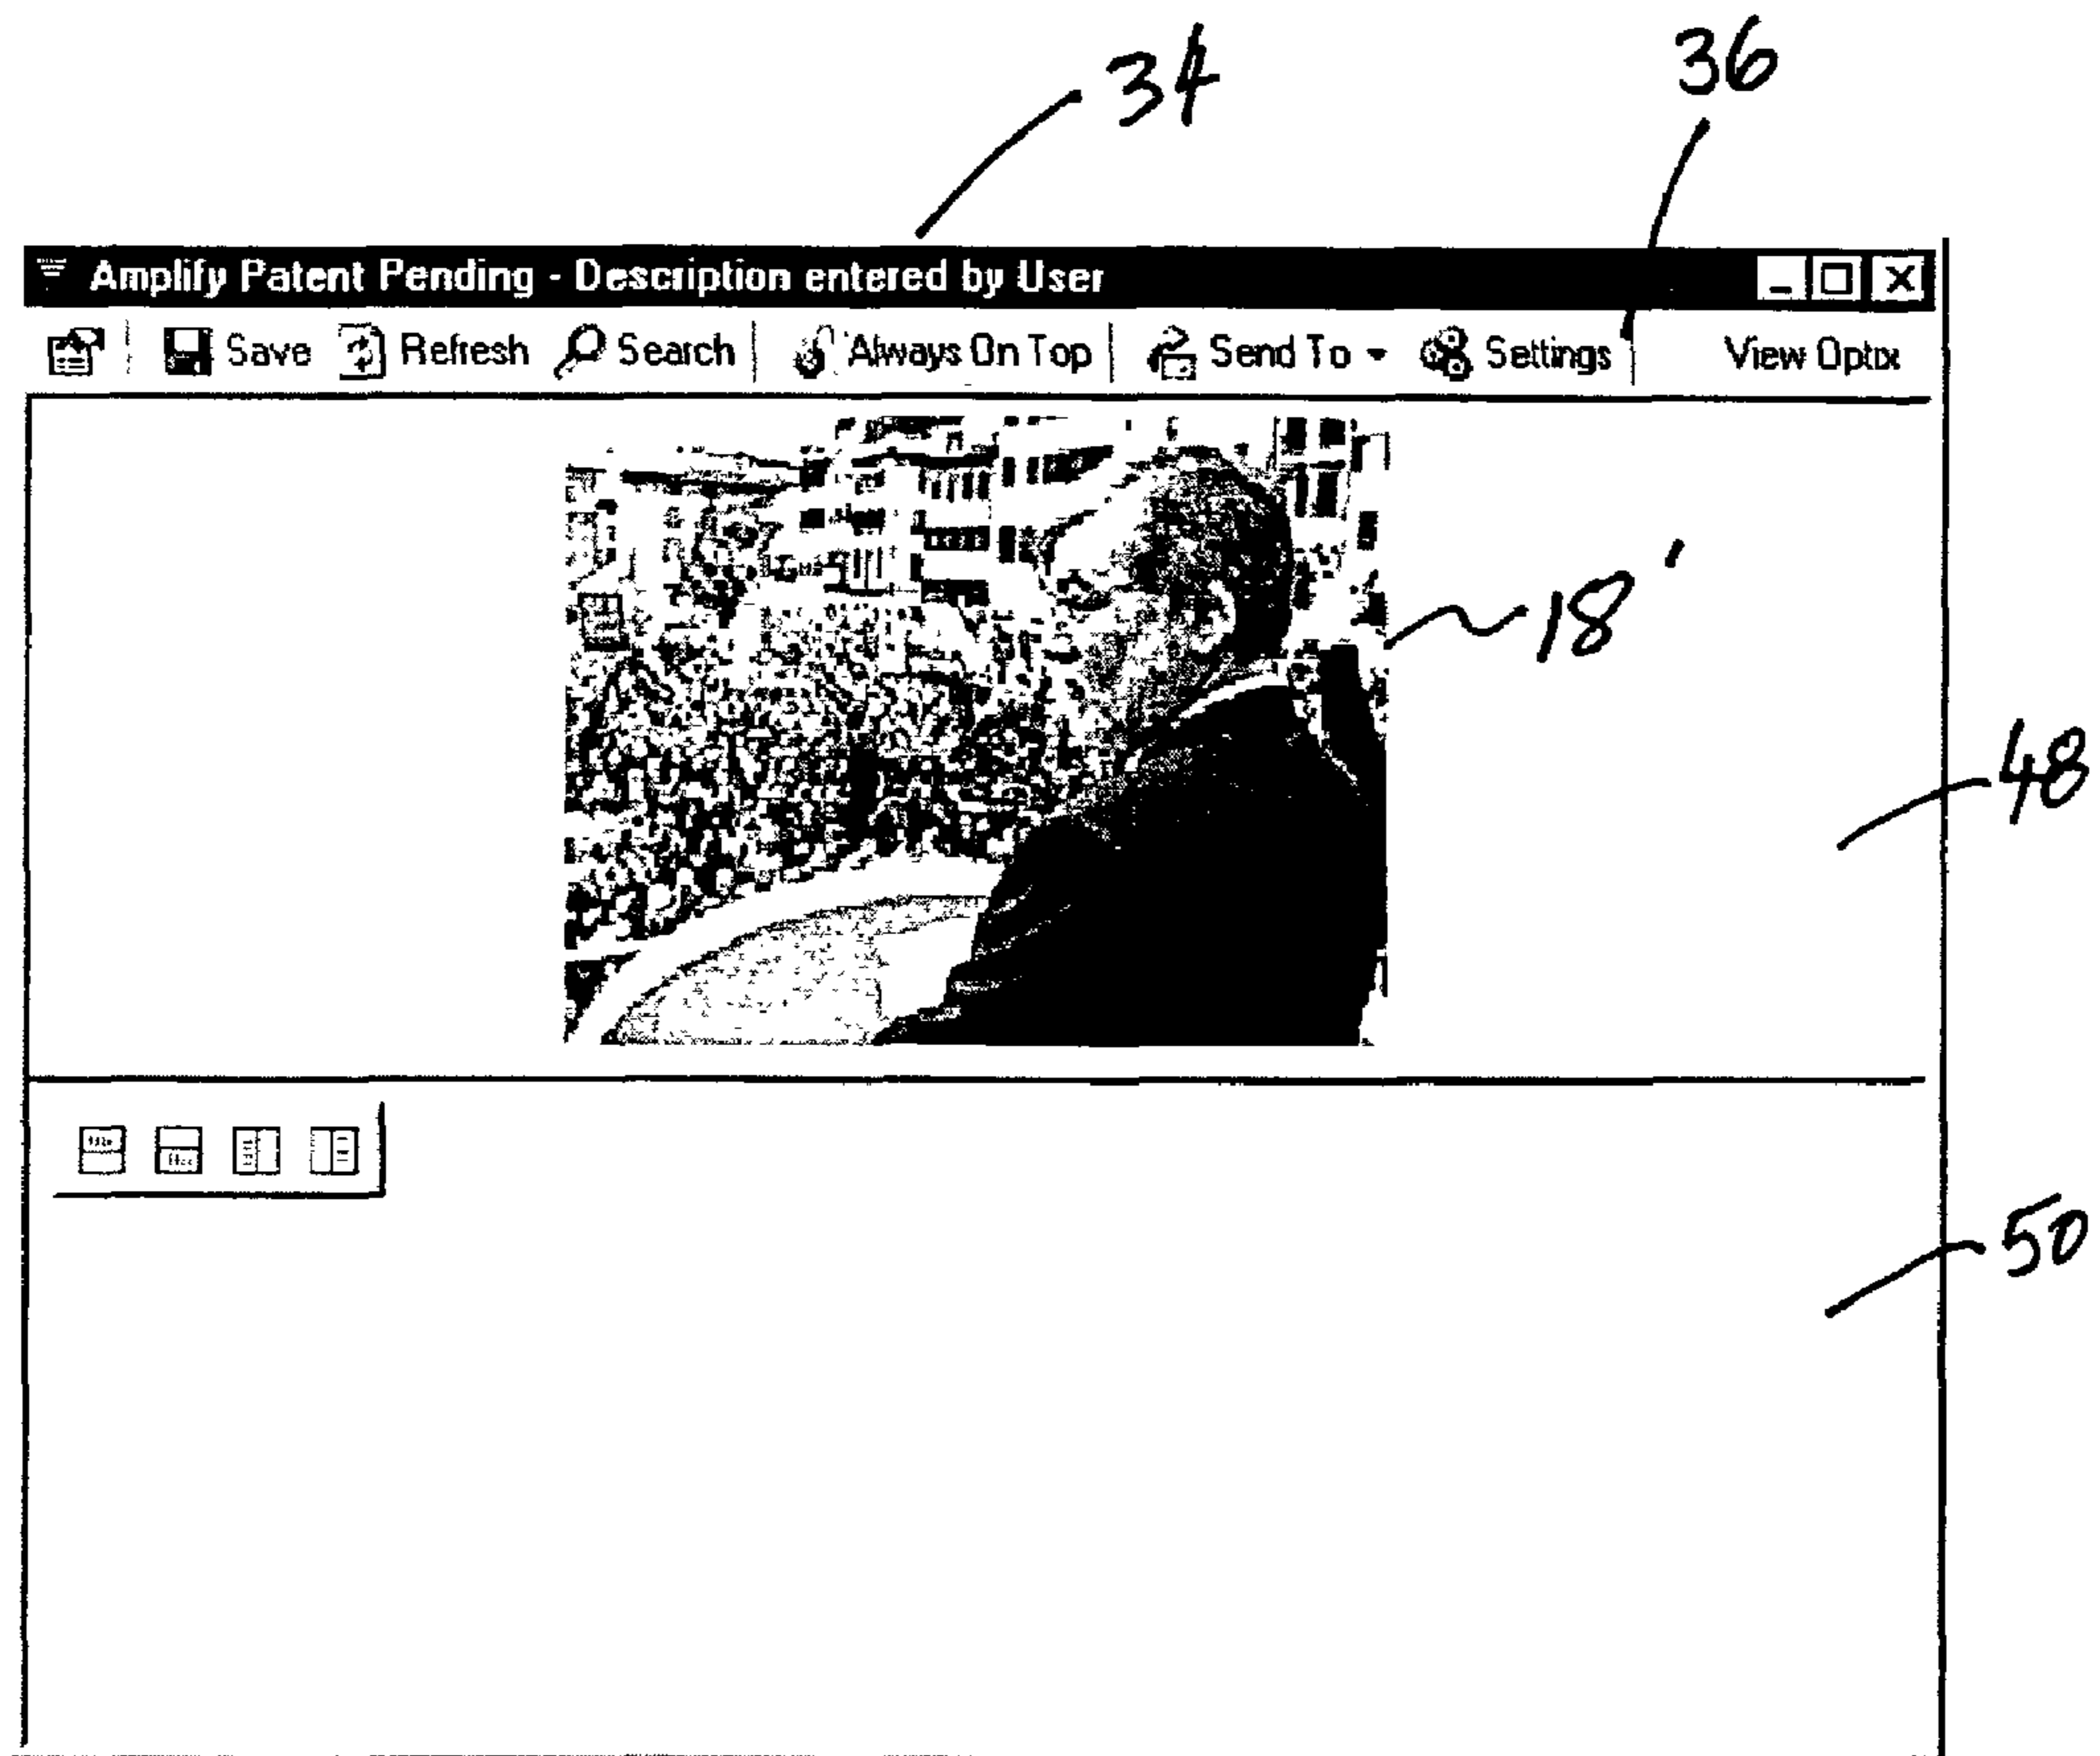 34
36
Amplify Patent Pending - Description entered by User
Save Refresh Search Always On Top Send To Settings View Optio
18'
48
50